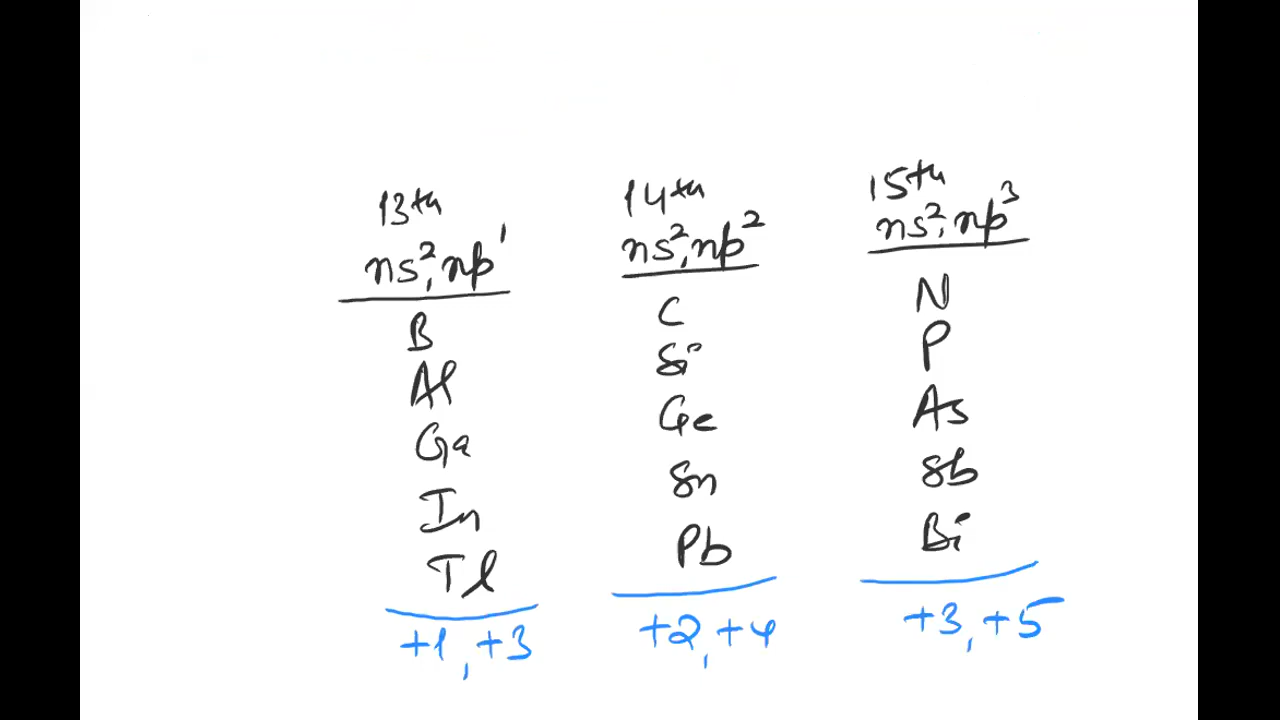 13th
ns², np¹
B
Al
Ga
In
Tl
+1, +3
14th
ns², np²
C
Si
Ge
Sn
Pb
+2, +4
15th
ns², np³
N
P
As
Sb
Bi
+3, +5